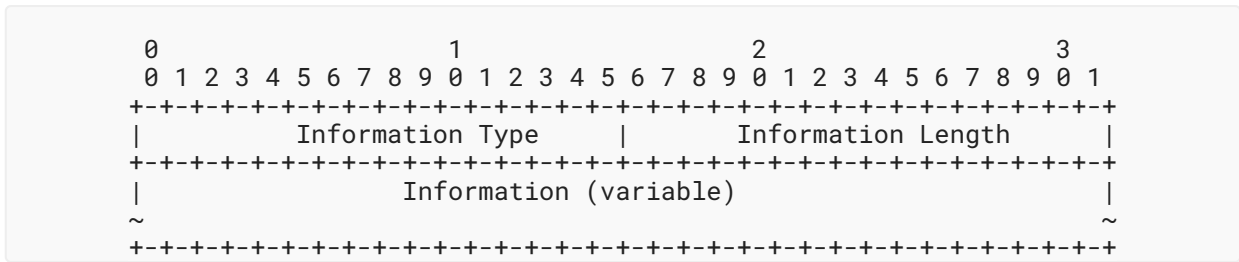 0                   1                   2                   3
 0 1 2 3 4 5 6 7 8 9 0 1 2 3 4 5 6 7 8 9 0 1 2 3 4 5 6 7 8 9 0 1
+-+-+-+-+-+-+-+-+-+-+-+-+-+-+-+-+-+-+-+-+-+-+-+-+-+-+-+-+-+-+-+-+
|          Information Type     |       Information Length      |
+-+-+-+-+-+-+-+-+-+-+-+-+-+-+-+-+-+-+-+-+-+-+-+-+-+-+-+-+-+-+-+-+
|                 Information (variable)                        |
~                                                               ~
+-+-+-+-+-+-+-+-+-+-+-+-+-+-+-+-+-+-+-+-+-+-+-+-+-+-+-+-+-+-+-+-+